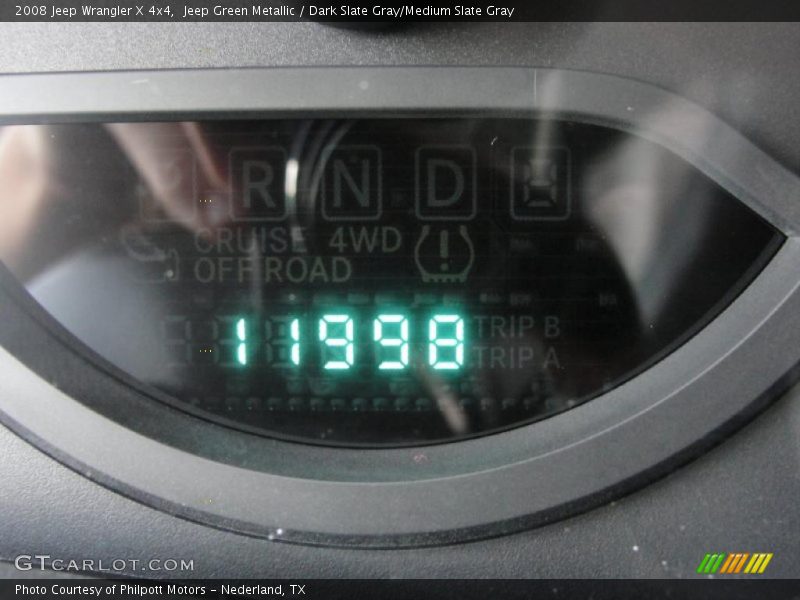 2008 Jeep Wrangler X 4x4,  Jeep Green Metallic / Dark Slate Gray/Medium Slate Gray
R N D
CRUISE 4WD
OFF ROAD
11998 TRIP B
TRIP A
GTCARLOT.COM
Photo Courtesy of Philpott Motors - Nederland, TX